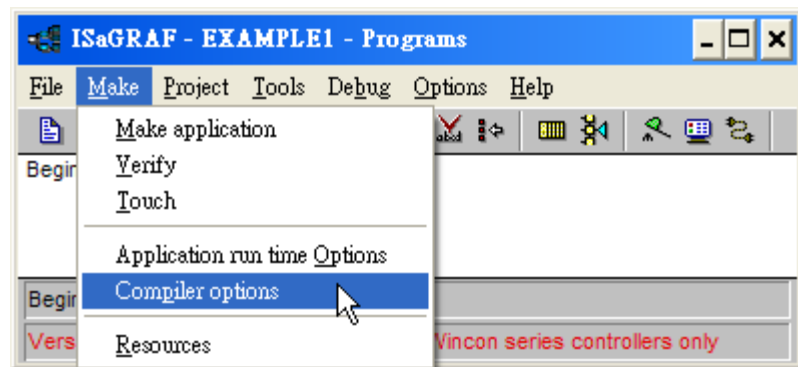 ISaGRAF - EXAMPLE1 - Programs
File Make Project Tools Debug Options Help
Make application
Begin
Verify
Touch
Application run time Options
Compiler options
Begin
Vers Wincon series controllers only
Resources